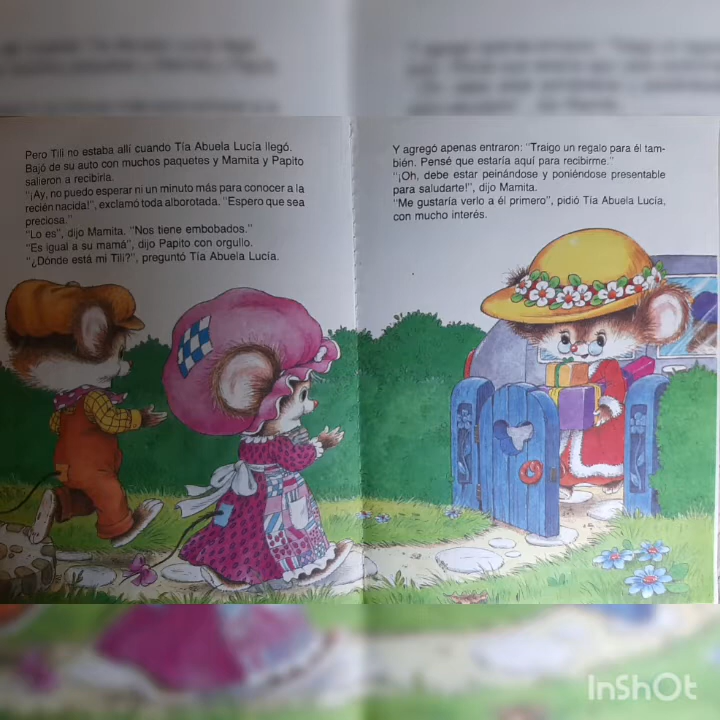 Pero Tili no estaba allí cuando Tía Abuela Lucía llegó.
Bajó de su auto con muchos paquetes y Mamita y Papito
salieron a recibirla.
"¡Ay, no puedo esperar ni un minuto más para conocer a la
recién nacida!", exclamó toda alborotada. "Espero que sea
preciosa."
"Lo es", dijo Mamita. "Nos tiene embobados."
"Es igual a su mamá", dijo Papito con orgullo.
"¿Dónde está mi Tili?", preguntó Tía Abuela Lucía.
Y agregó apenas entraron: "Traigo un regalo para él tam-
bién. Pensé que estaría aquí para recibirme."
"¡Oh, debe estar peinándose y poniéndose presentable
para saludarte!", dijo Mamita.
"Me gustaría verlo a él primero", pidió Tía Abuela Lucía,
con mucho interés.
InShOt